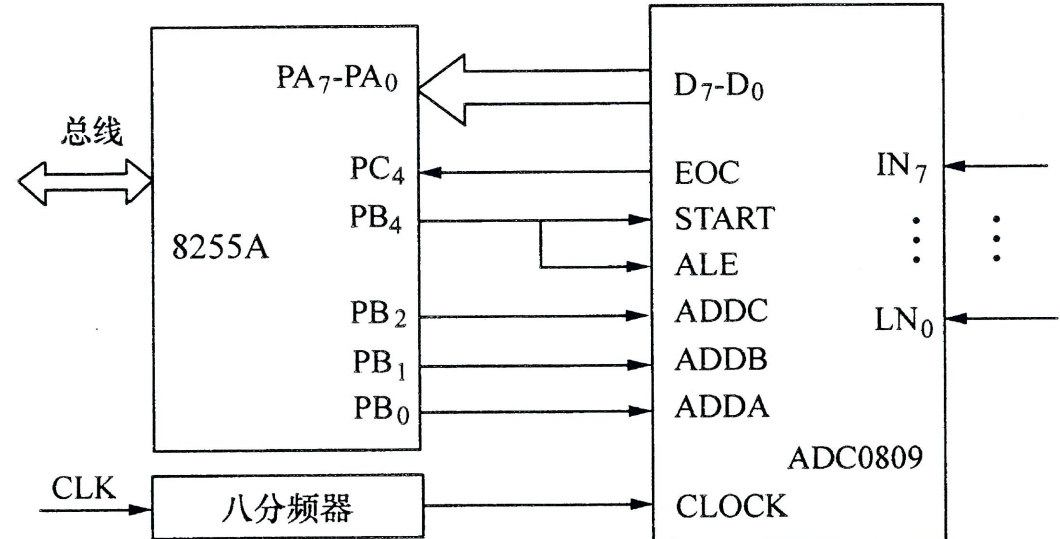 PA7-PA0
D7-D0
总线
PC4
EOC
IN7
PB4
START
8255A
ALE
PB2
ADDC
LN0
PB1
ADDB
PB0
ADDA
ADC0809
CLK
八分频器
CLOCK